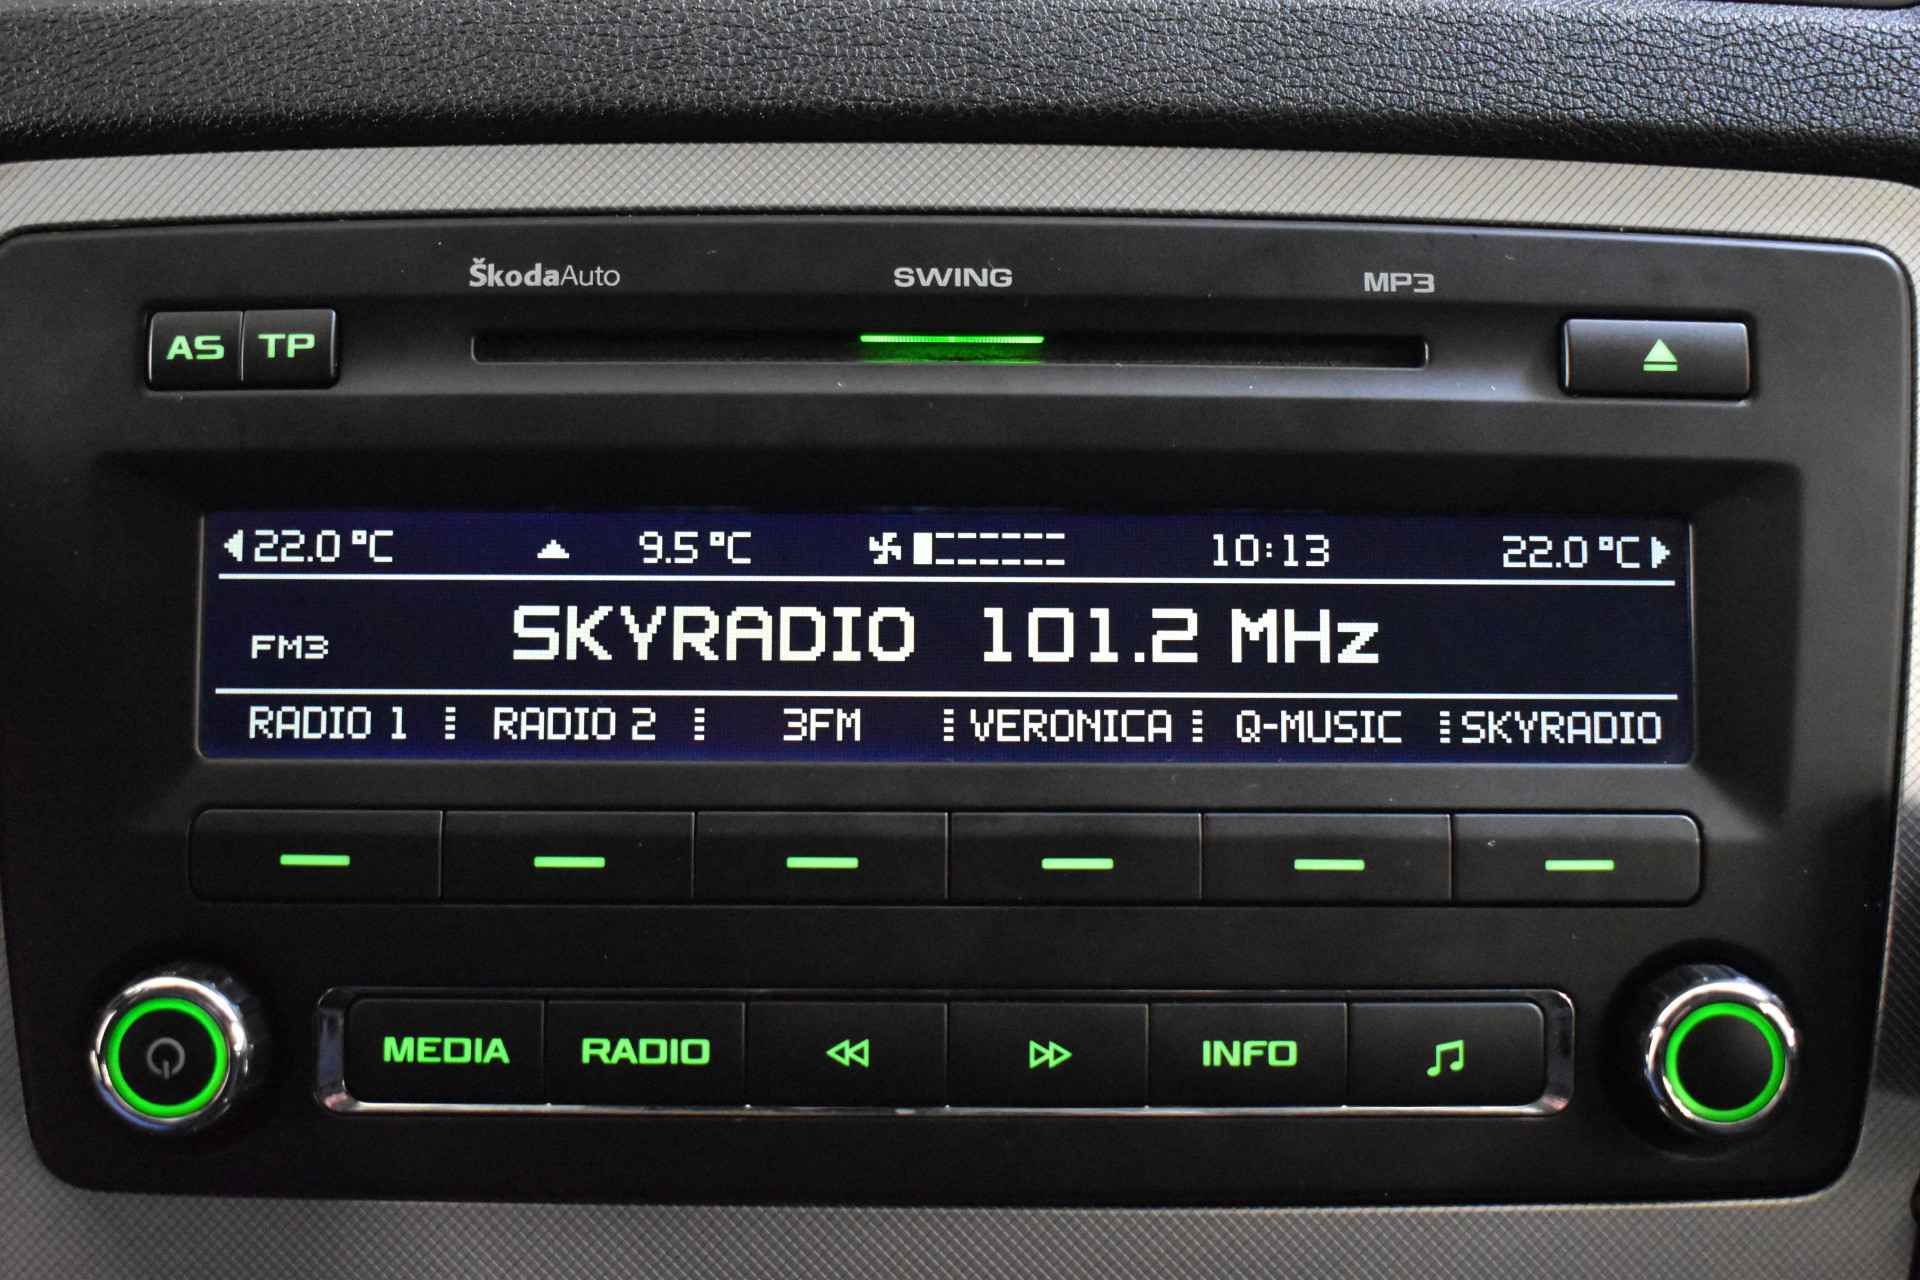 ŠkodaAuto SWING MP3
AS TP
22.0 °C 9.5 °C 10:13 22.0 °C
FM3 SKYRADIO 101.2 MHz
RADIO 1 RADIO 2 3FM VERONICA Q-MUSIC SKYRADIO
MEDIA RADIO INFO